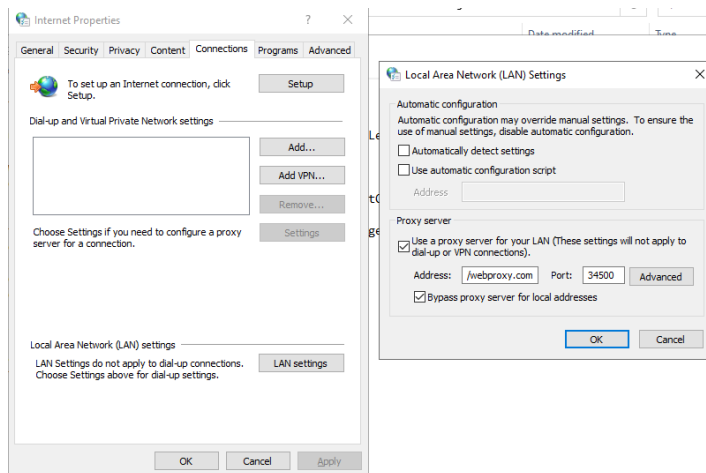 Internet Properties
General Security Privacy Content Connections Programs Advanced
To set up an Internet connection, click
Setup.
Setup
Dial-up and Virtual Private Network settings
Add...
Add VPN...
Remove...
Choose Settings if you need to configure a proxy
server for a connection.
Settings
Local Area Network (LAN) settings
LAN Settings do not apply to dial-up connections.
Choose Settings above for dial-up settings.
LAN settings
OK Cancel Apply
Date modified Type
Local Area Network (LAN) Settings
Automatic configuration
Automatic configuration may override manual settings. To ensure the
use of manual settings, disable automatic configuration.
Automatically detect settings
Use automatic configuration script
Address
Proxy server
Use a proxy server for your LAN (These settings will not apply to
dial-up or VPN connections).
Address: /webproxy.com Port: 34500 Advanced
Bypass proxy server for local addresses
OK Cancel